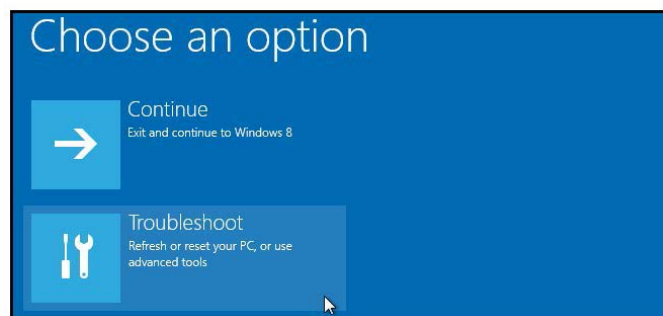 Choose an option
Continue
Exit and continue to Windows 8
Troubleshoot
Refresh or reset your PC, or use
advanced tools